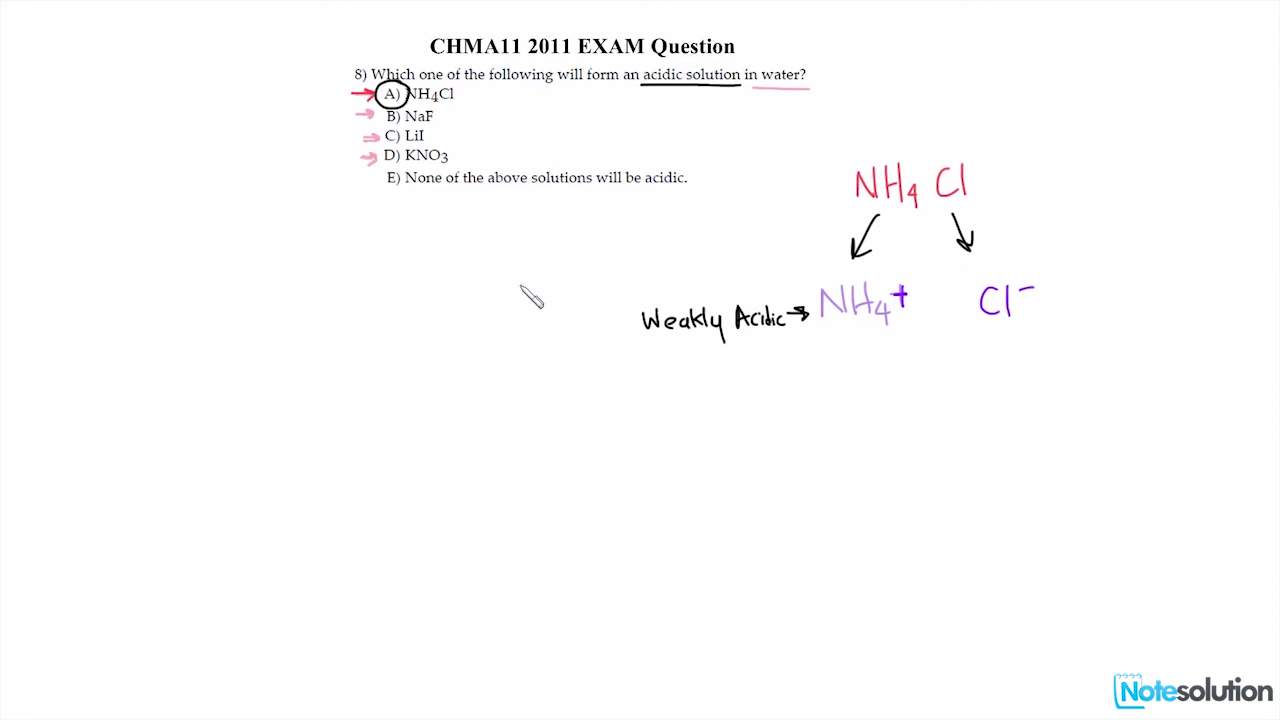 CHMA11 2011 EXAM Question
8) Which one of the following will form an acidic solution in water?
A) NH4Cl
B) NaF
C) LiI
D) KNO3
E) None of the above solutions will be acidic.
NH4 Cl
Weakly Acidic → NH4+ Cl−
Notesolution